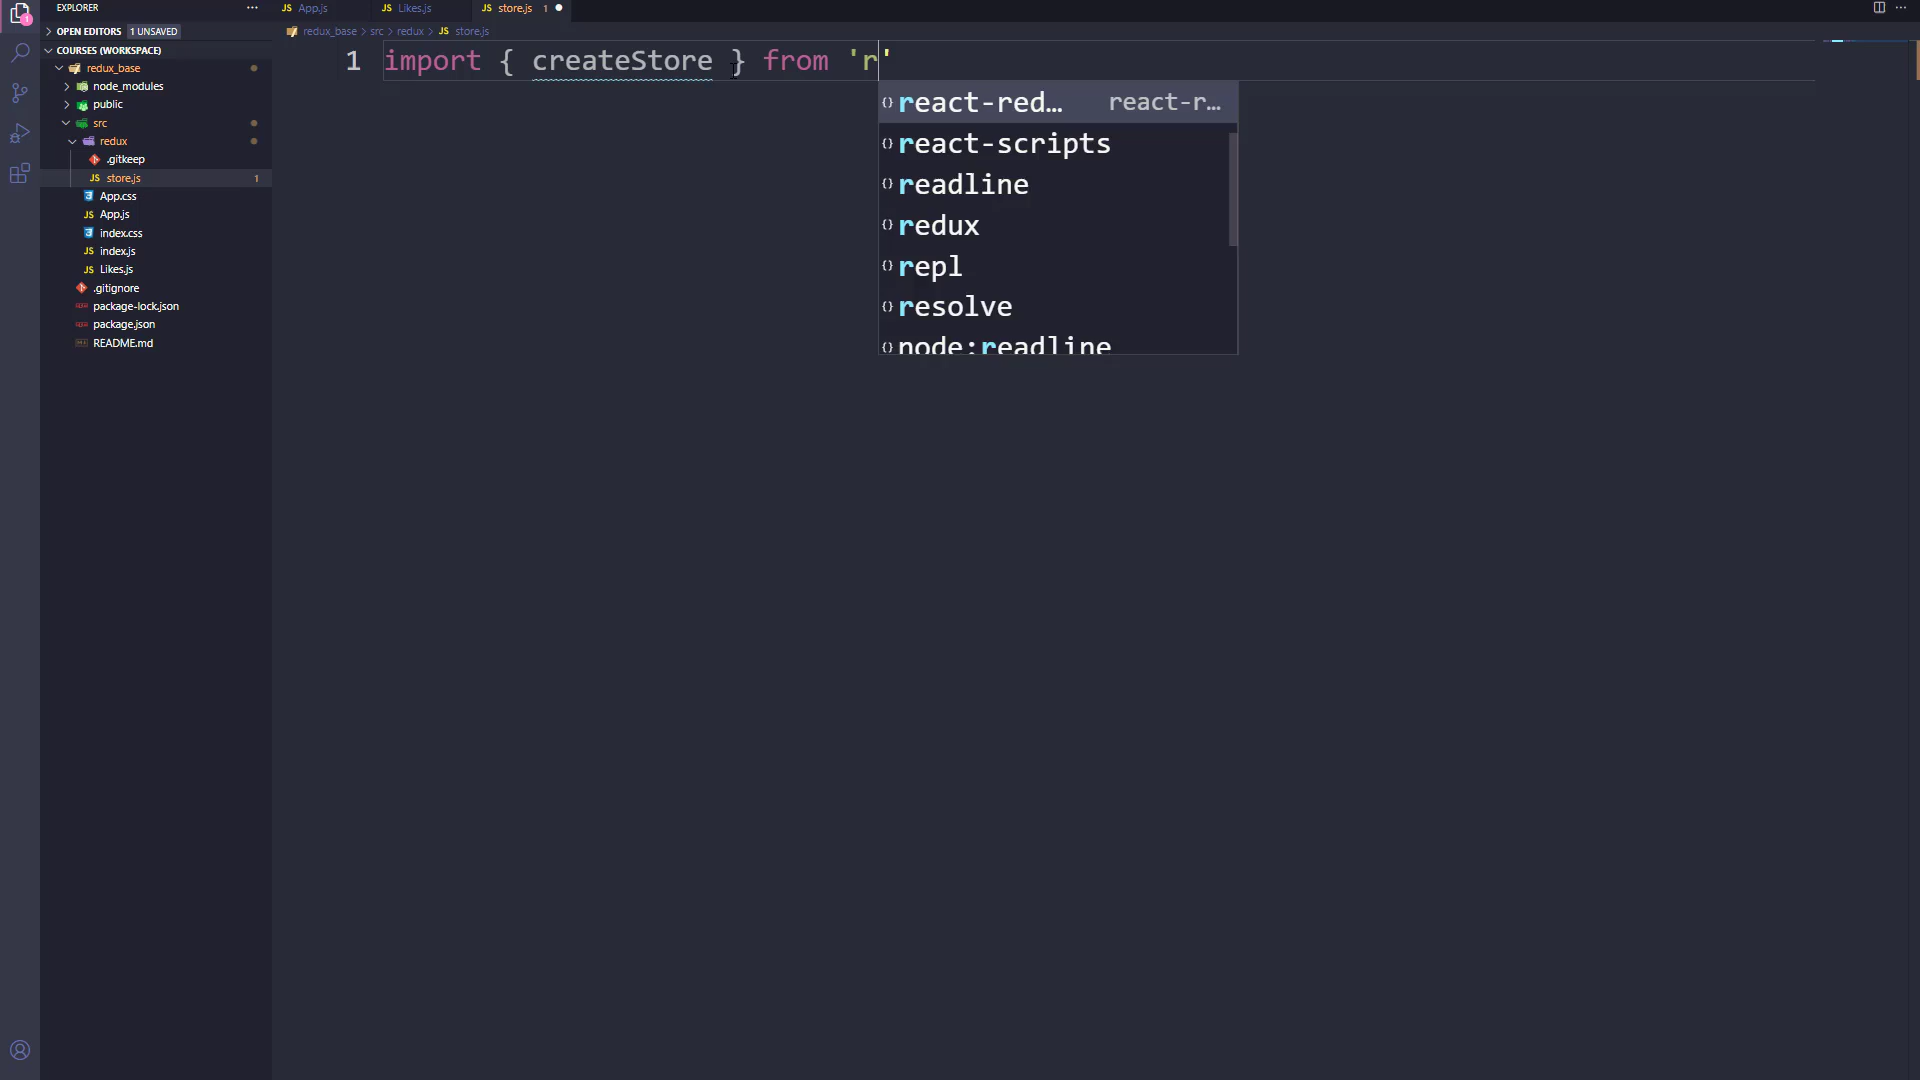 EXPLORER
OPEN EDITORS 1 UNSAVED
COURSES (WORKSPACE)
redux_base
node_modules
public
src
redux
.gitkeep
store.js 1
App.css
App.js
index.css
index.js
Likes.js
.gitignore
package-lock.json
package.json
README.md
JS App.js JS Likes.js JS store.js 1
redux_base > src > redux > JS store.js
1 import { createStore } from 'r'
react-red… react-r…
react-scripts
readline
redux
repl
resolve
node:readline